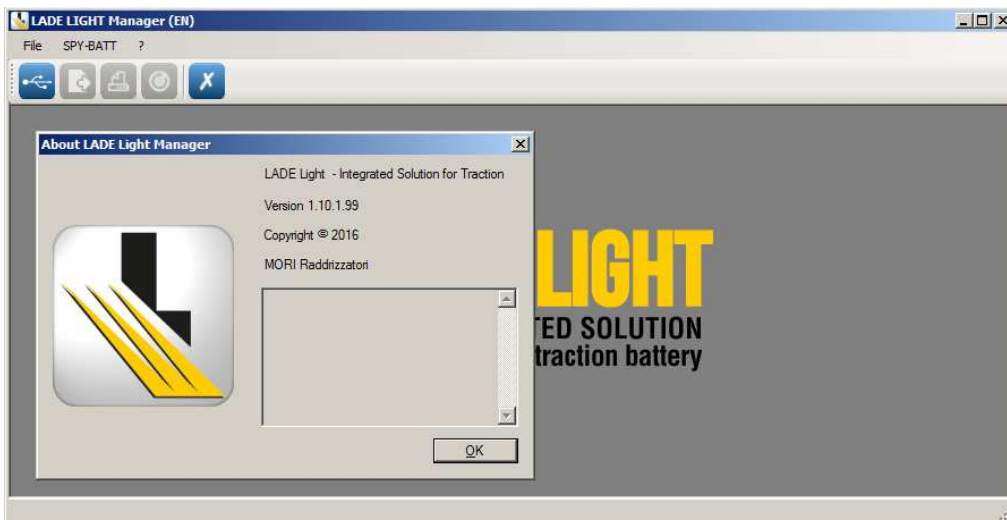 LADE LIGHT Manager (EN)
File SPY-BATT ?
About LADE Light Manager
LADE Light - Integrated Solution for Traction
Version 1.10.1.99
Copyright © 2016
MORI Raddrizzatori
OK
LIGHT
TED SOLUTION
traction battery